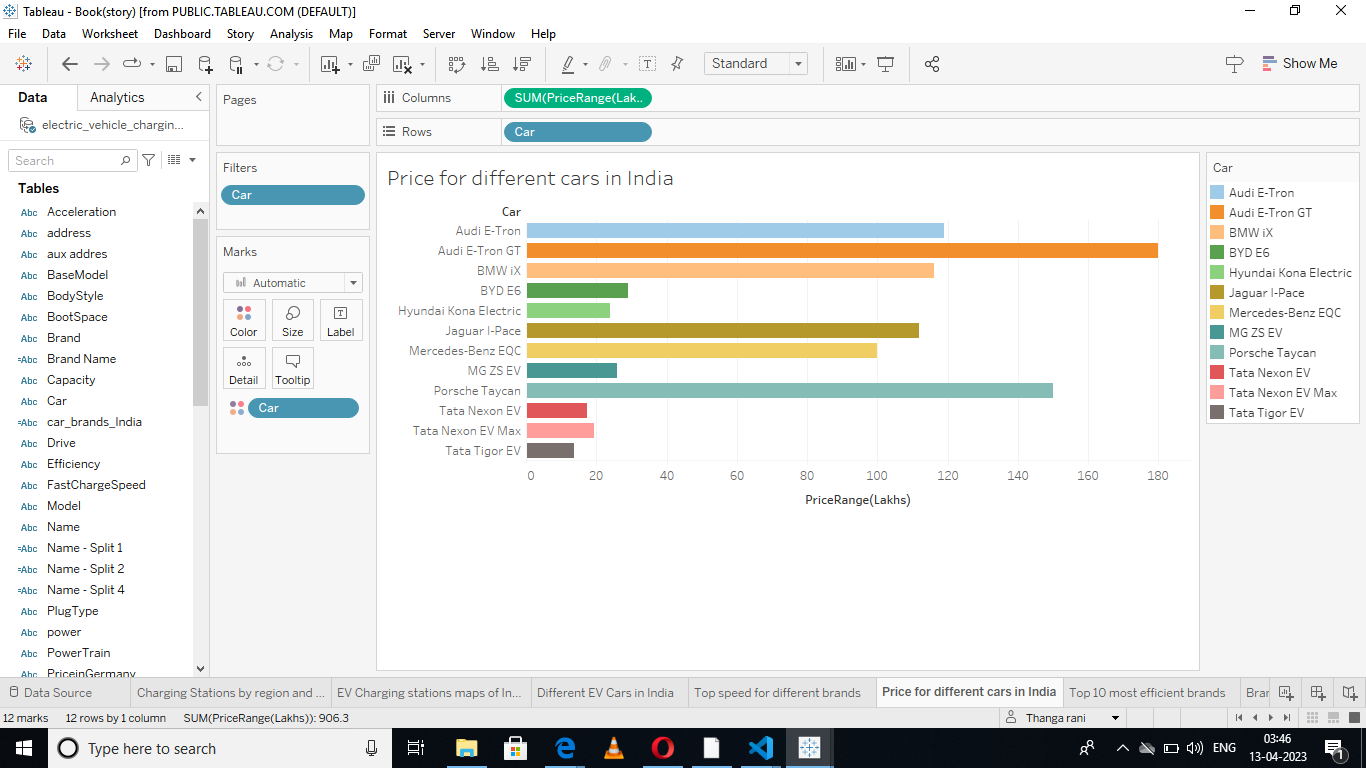 Tableau - Book(story) [from PUBLIC.TABLEAU.COM (DEFAULT)]
File Data Worksheet Dashboard Story Analysis Map Format Server Window Help
Standard
Show Me
Data Analytics
electric_vehicle_chargin...
Search
Tables
Abc Acceleration
Abc address
Abc aux addres
Abc BaseModel
Abc BodyStyle
Abc BootSpace
Abc Brand
=Abc Brand Name
Abc Capacity
Abc Car
=Abc car_brands_India
Abc Drive
Abc Efficiency
Abc FastChargeSpeed
Abc Model
Abc Name
=Abc Name - Split 1
=Abc Name - Split 2
=Abc Name - Split 4
Abc PlugType
Abc power
Abc PowerTrain
Abc PriceinGermany
Pages
Filters
Car
Marks
Automatic
Color Size Label
Detail Tooltip
Car
Columns SUM(PriceRange(Lak..
Rows Car
Price for different cars in India
Car
Audi E-Tron
Audi E-Tron GT
BMW iX
BYD E6
Hyundai Kona Electric
Jaguar I-Pace
Mercedes-Benz EQC
MG ZS EV
Porsche Taycan
Tata Nexon EV
Tata Nexon EV Max
Tata Tigor EV
0 20 40 60 80 100 120 140 160 180
PriceRange(Lakhs)
Car
Audi E-Tron
Audi E-Tron GT
BMW iX
BYD E6
Hyundai Kona Electric
Jaguar I-Pace
Mercedes-Benz EQC
MG ZS EV
Porsche Taycan
Tata Nexon EV
Tata Nexon EV Max
Tata Tigor EV
Data Source Charging Stations by region and ... EV Charging stations maps of In... Different EV Cars in India Top speed for different brands Price for different cars in India Top 10 most efficient brands Bran
12 marks 12 rows by 1 column SUM(PriceRange(Lakhs)): 906.3 Thanga rani
Type here to search
ENG
03:46
13-04-2023
1